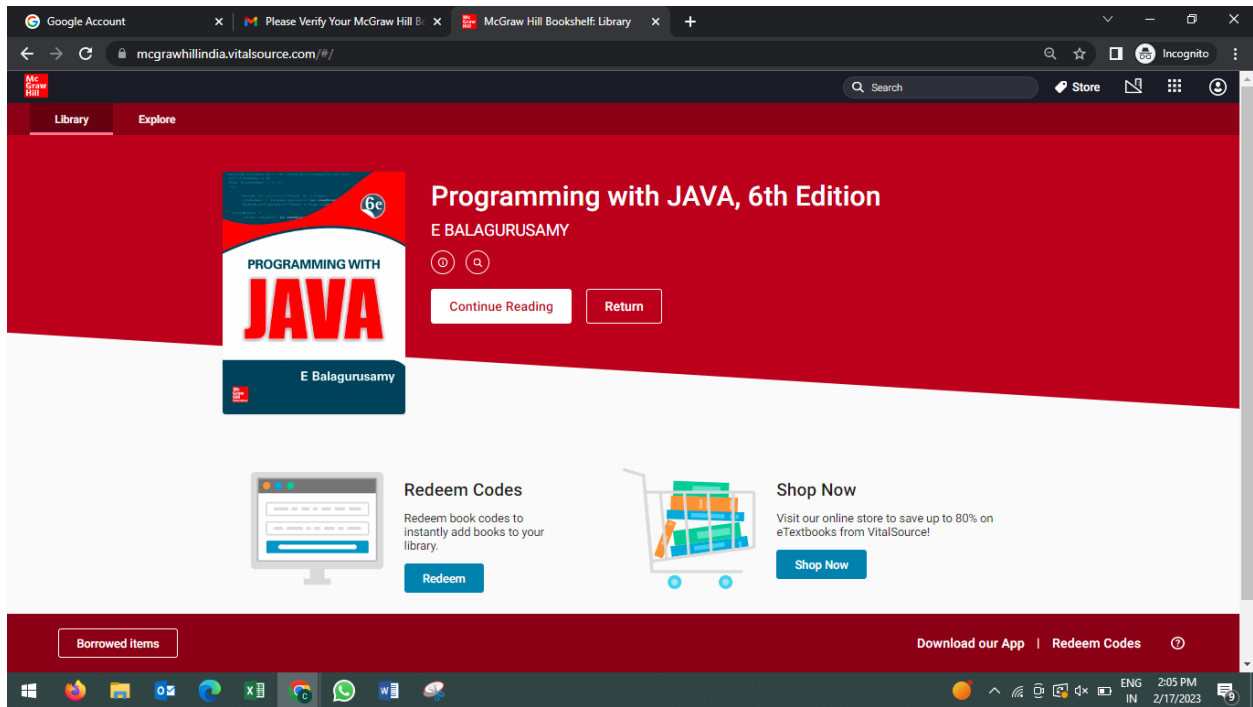 Google Account
Please Verify Your McGraw Hill Bo
McGraw Hill Bookshelf: Library
mcgrawhillindia.vitalsource.com/#/
Incognito
Mc
Graw
Hill
Search
Store
Library
Explore
6e
PROGRAMMING WITH
JAVA
E Balagurusamy
Programming with JAVA, 6th Edition
E BALAGURUSAMY
Continue Reading
Return
Redeem Codes
Redeem book codes to
instantly add books to your
library.
Redeem
Shop Now
Visit our online store to save up to 80% on
eTextbooks from VitalSource!
Shop Now
Borrowed items
Download our App | Redeem Codes
ENG
IN
2:05 PM
2/17/2023
9